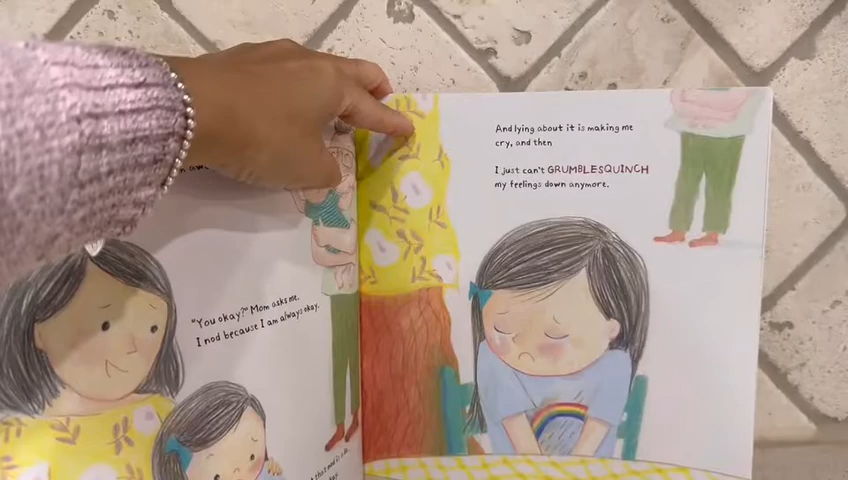 "You okay?" Mom asks me.
I nod because I am always okay.
And lying about it is making me
cry, and then
I just can't GRUMBLESQUINCH
my feelings down anymore.